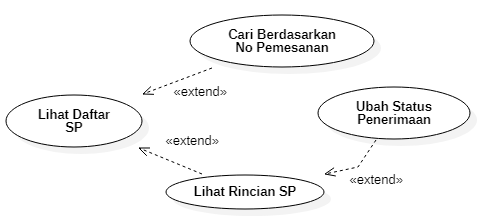 Cari Berdasarkan
No Pemesanan
«extend»
Ubah Status
Penerimaan
Lihat Daftar
SP
«extend»
«extend»
Lihat Rincian SP